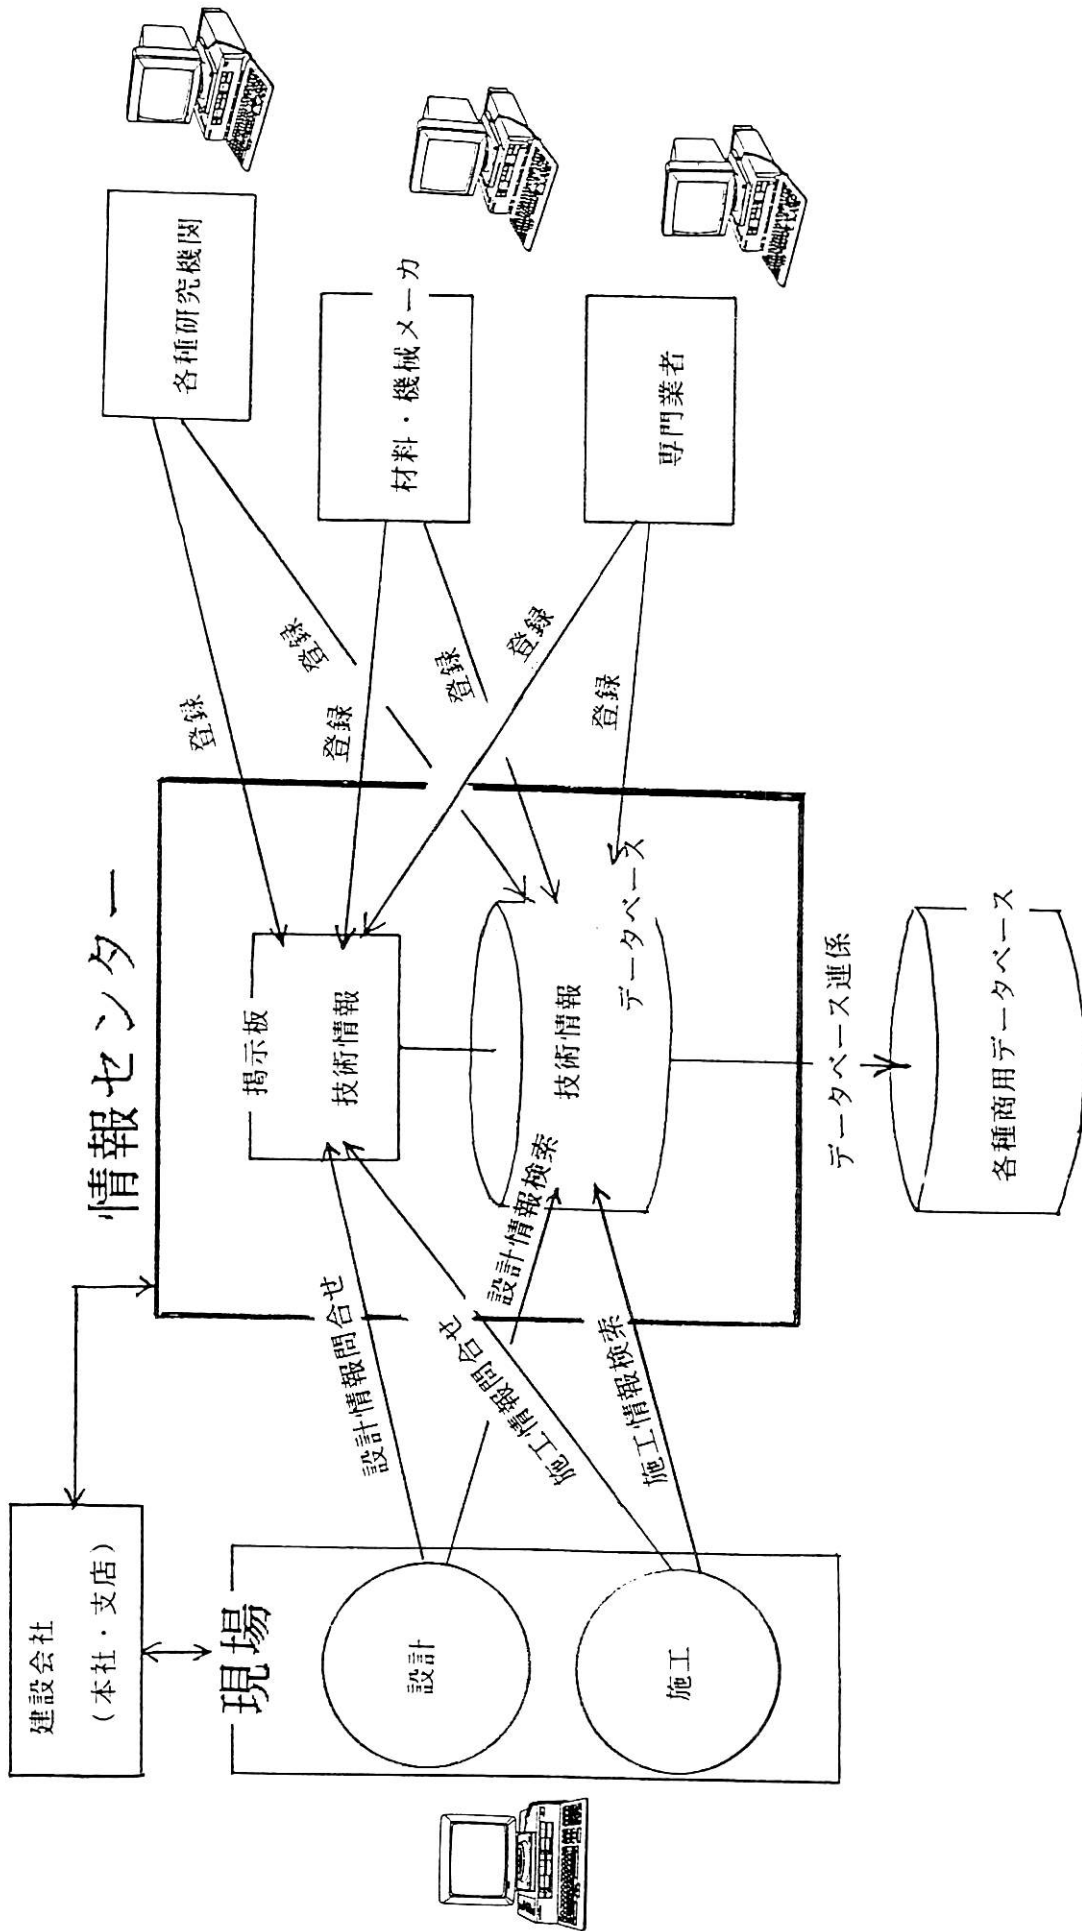 建設会社
(本社・支店)
現場
設計
施工
設計情報問合せ
施工情報問合せ
設計情報検索
施工情報検索
情報センター
掲示板
技術情報
技術情報
データベース
データベース連係
各種商用データベース
登録
登録
登録
登録
登録
登録
各種研究機関
材料・機械メーカ
専門業者